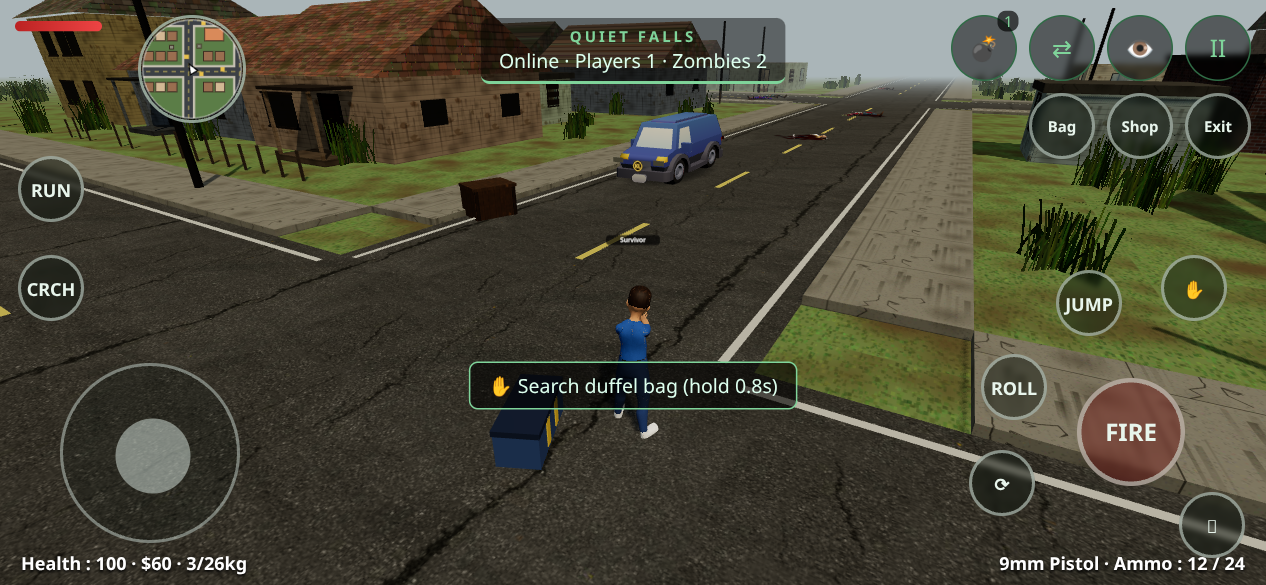 QUIET FALLS
Online · Players 1 · Zombies 2
1
Bag
Shop
Exit
RUN
Survivor
CRCH
JUMP
✋ Search duffel bag (hold 0.8s)
ROLL
FIRE
Health : 100 · $60 · 3/26kg
9mm Pistol · Ammo : 12 / 24